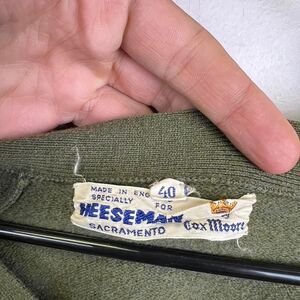 MADE IN ENG
40
SPECIALLY FOR
HEESEMAN
SACRAMENTO
Cox Moore